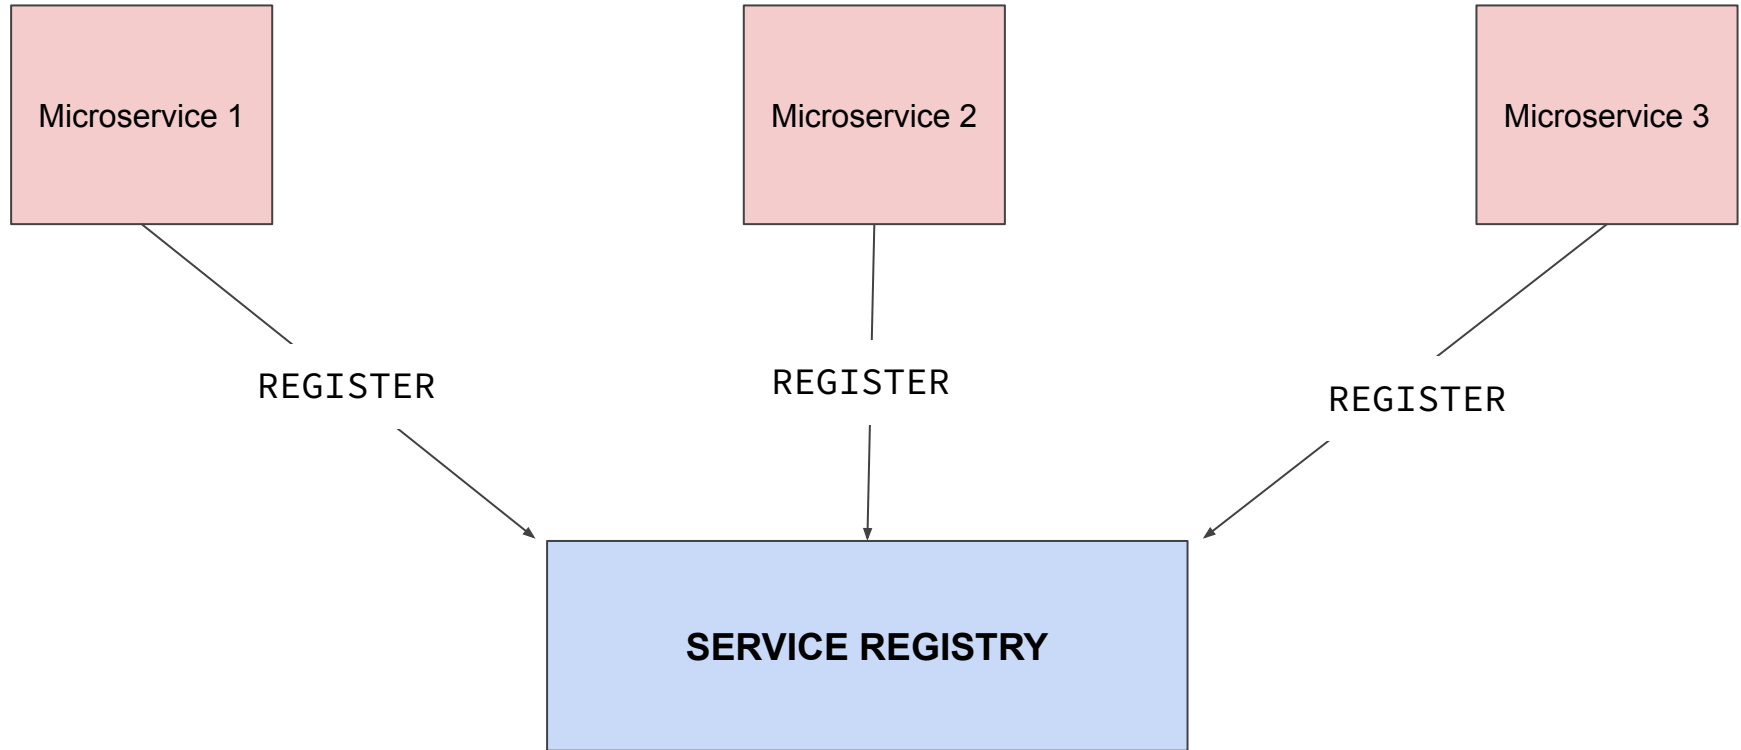 Microservice 1
Microservice 2
Microservice 3
REGISTER
REGISTER
REGISTER
SERVICE REGISTRY